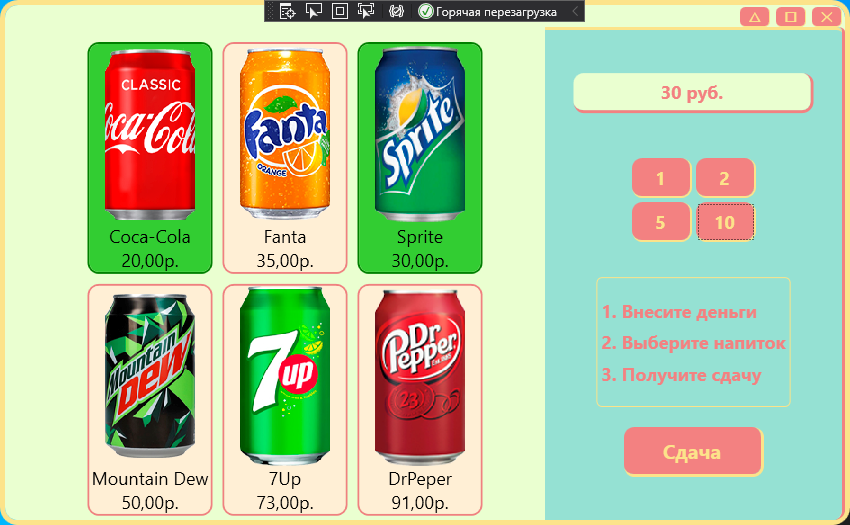 Горячая перезагрузка
30 руб.
CLASSIC
Coca-Cola
Fanta
ORANGE
Sprite
Coca-Cola
20,00р.
Fanta
35,00р.
Sprite
30,00р.
1
2
5
10
Mountain
Dew
7up
Dr
Pepper
23
Mountain Dew
50,00р.
7Up
73,00р.
DrPeper
91,00р.
1. Внесите деньги
2. Выберите напиток
3. Получите сдачу
Сдача